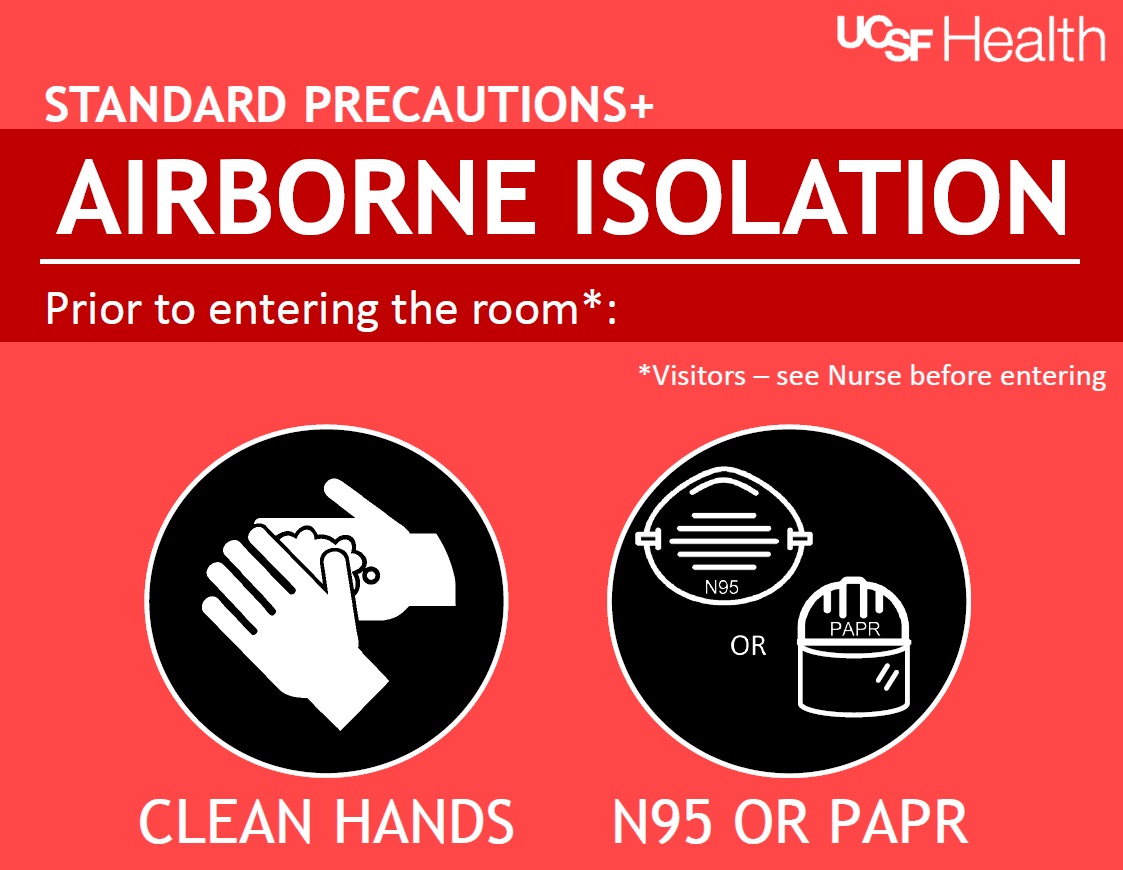 UCSF Health
STANDARD PRECAUTIONS+
AIRBORNE ISOLATION
Prior to entering the room*:
*Visitors – see Nurse before entering
N95
OR
PAPR
CLEAN HANDS
N95 OR PAPR